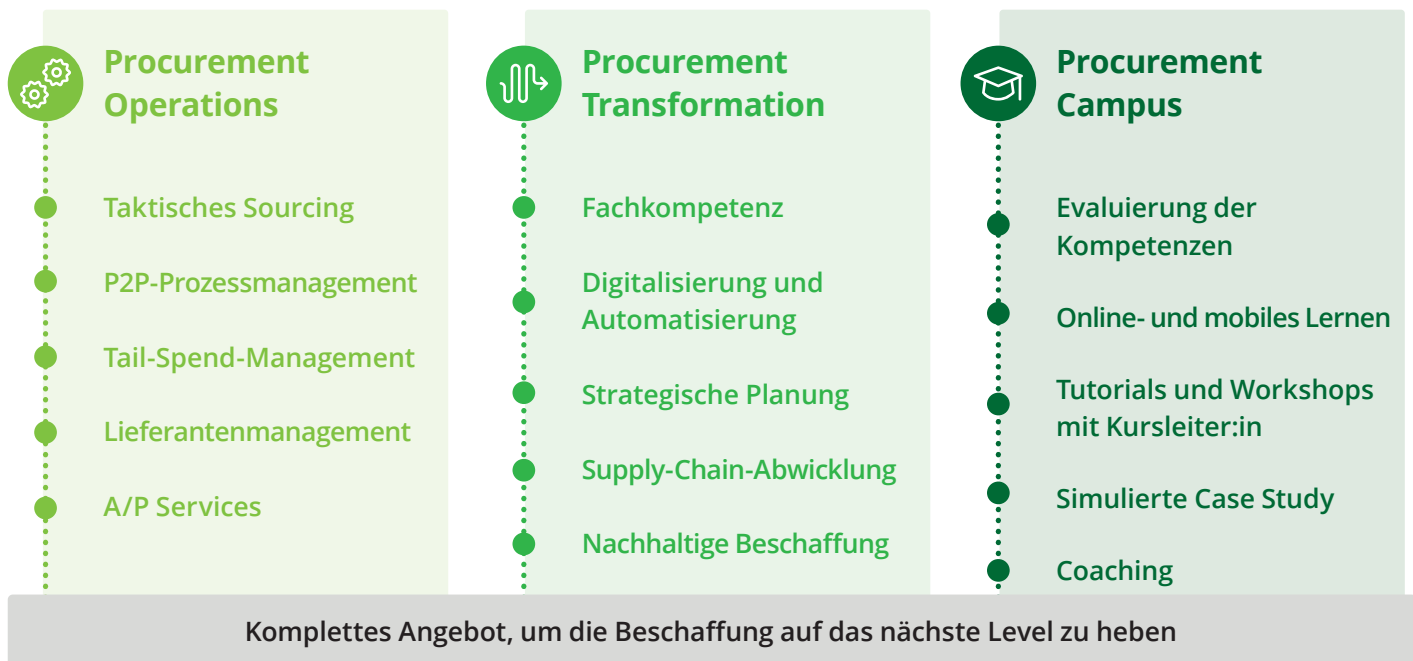 Procurement
Operations
Taktisches Sourcing
P2P-Prozessmanagement
Tail-Spend-Management
Lieferantenmanagement
A/P Services
Procurement
Transformation
Fachkompetenz
Digitalisierung und
Automatisierung
Strategische Planung
Supply-Chain-Abwicklung
Nachhaltige Beschaffung
Procurement
Campus
Evaluierung der
Kompetenzen
Online- und mobiles Lernen
Tutorials und Workshops
mit Kursleiter:in
Simulierte Case Study
Coaching
Komplettes Angebot, um die Beschaffung auf das nächste Level zu heben